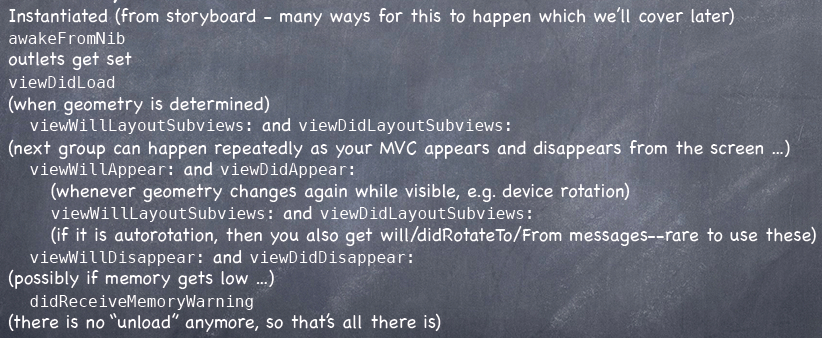 Instantiated (from storyboard - many ways for this to happen which we'll cover later)
awakeFromNib
outlets get set
viewDidLoad
(when geometry is determined)
viewWillLayoutSubviews: and viewDidLayoutSubviews:
(next group can happen repeatedly as your MVC appears and disappears from the screen …)
viewWillAppear: and viewDidAppear:
(whenever geometry changes again while visible, e.g. device rotation)
viewWillLayoutSubviews: and viewDidLayoutSubviews:
(if it is autorotation, then you also get will/didRotateTo/From messages--rare to use these)
viewWillDisappear: and viewDidDisappear:
(possibly if memory gets low …)
didReceiveMemoryWarning
(there is no “unload” anymore, so that's all there is)